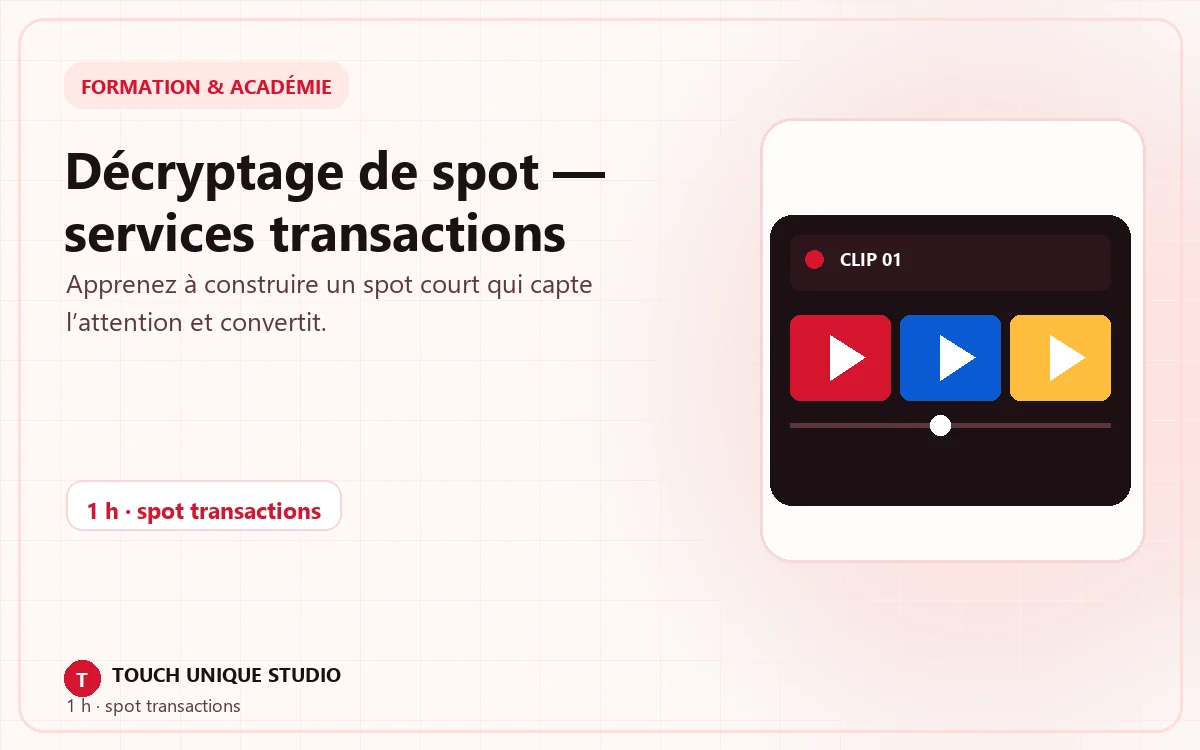 FORMATION & ACADÉMIE
Décryptage de spot —
services transactions
Apprenez à construire un spot court qui capte
l’attention et convertit.
1 h · spot transactions
CLIP 01
T
TOUCH UNIQUE STUDIO
1 h · spot transactions